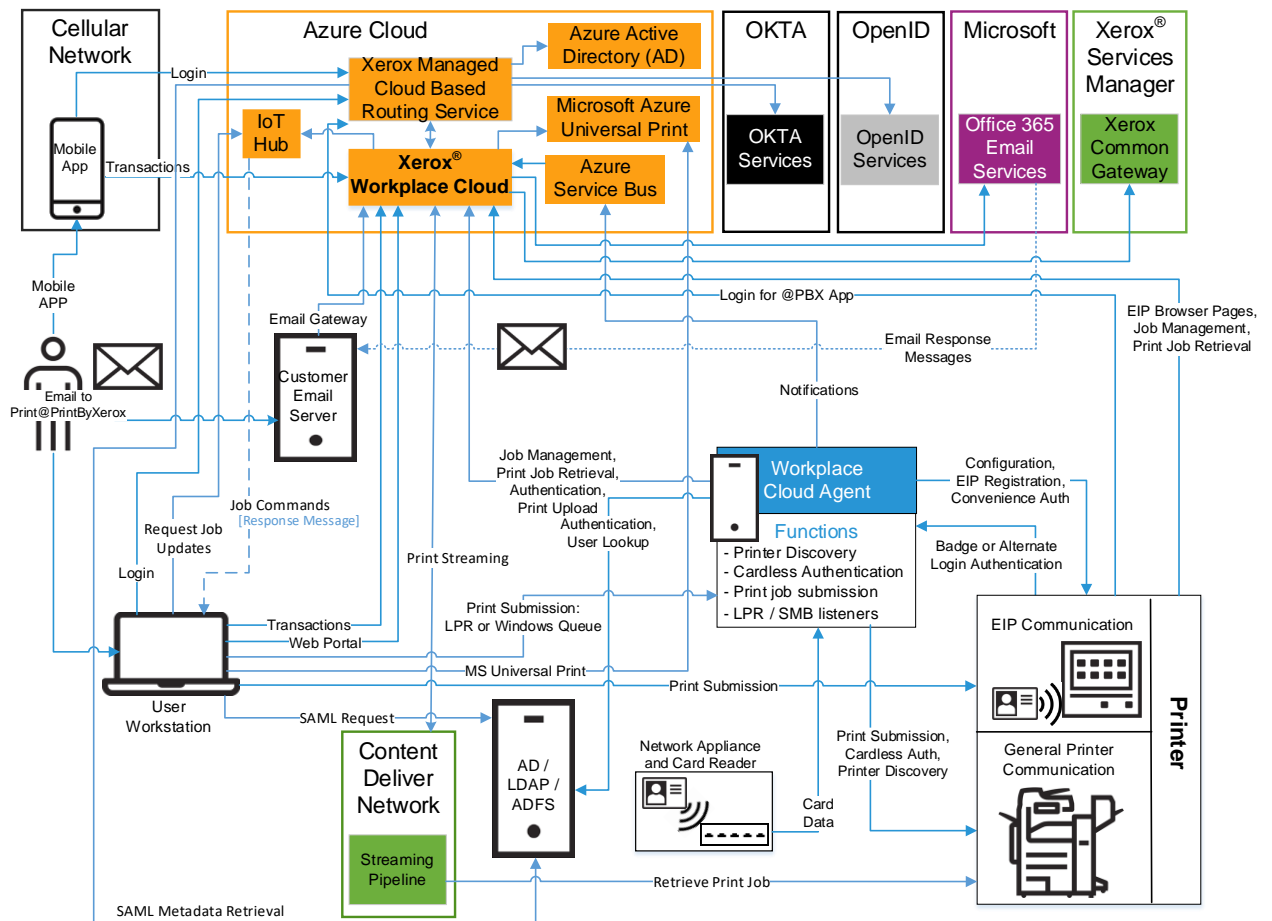 Cellular
Network
Azure Cloud
OKTA
OpenID
Microsoft
Xerox®
Services
Manager
Login
Xerox Managed
Cloud Based
Routing Service
Azure Active
Directory (AD)
Mobile
App
IoT
Hub
Microsoft Azure
Universal Print
OKTA
Services
OpenID
Services
Office 365
Email
Services
Xerox
Common
Gateway
Transactions
Xerox®
Workplace Cloud
Azure
Service Bus
Mobile
APP
Login for @PBX App
EIP Browser Pages,
Job Management,
Print Job Retrieval
Email Gateway
Email Response
Messages
Customer
Email
Server
Email to
Print@PrintByXerox
Notifications
Job Management,
Print Job Retrieval,
Authentication,
Print Upload
Authentication,
User Lookup
Workplace
Cloud Agent
Configuration,
EIP Registration,
Convenience Auth
Job Commands
[Response Message]
Request Job
Updates
Login
Print Streaming
Functions
- Printer Discovery
- Cardless Authentication
- Print job submission
- LPR / SMB listeners
Badge or Alternate
Login Authentication
Transactions
Web Portal
Print Submission:
LPR or Windows Queue
MS Universal Print
Print Submission
EIP Communication
Printer
User
Workstation
SAML Request
Content
Deliver
Network
AD /
LDAP /
ADFS
Network Appliance
and Card Reader
Print Submission,
Cardless Auth,
Printer Discovery
General Printer
Communication
Card
Data
Streaming
Pipeline
Retrieve Print Job
SAML Metadata Retrieval